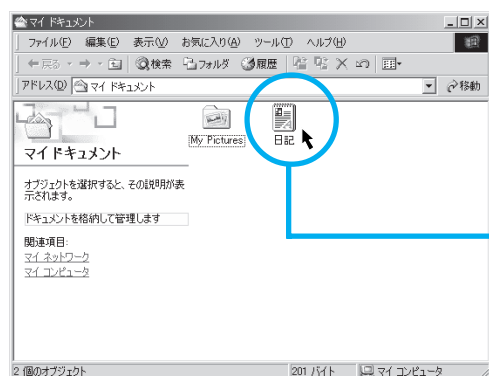 マイ ドキュメント
ファイル(F) 編集(E) 表示(V) お気に入り(A) ツール(T) ヘルプ(H)
戻る 検索 フォルダ 履歴
アドレス(D) マイ ドキュメント 移動
マイ ドキュメント
My Pictures
日記
オブジェクトを選択すると、その説明が表
示されます。
ドキュメントを格納して管理します
関連項目:
マイ ネットワーク
マイ コンピュータ
2 個のオブジェクト 201 バイト マイ コンピュータ